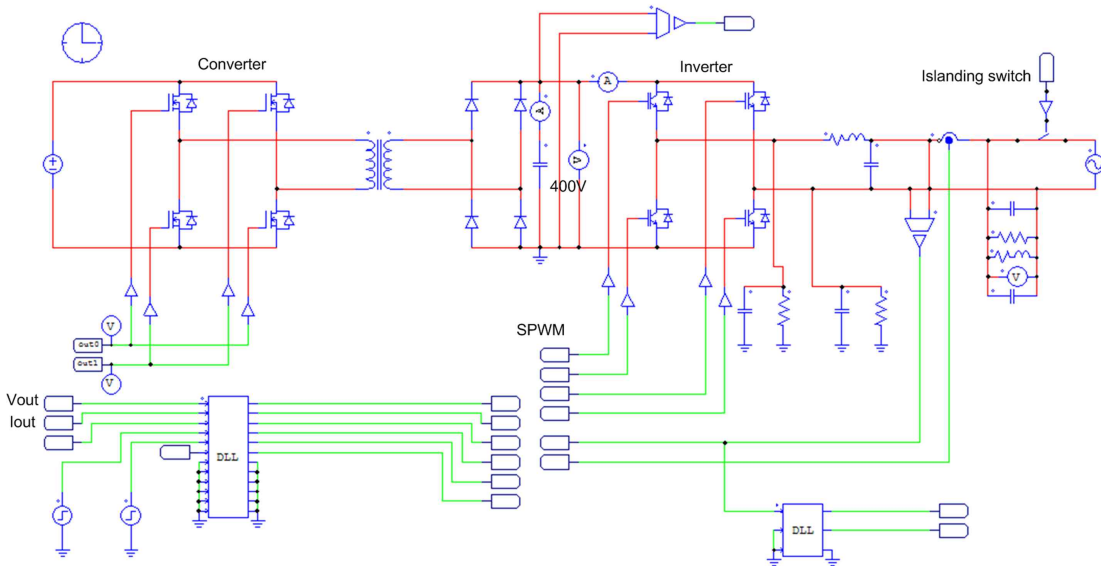 Converter
Inverter
Islanding switch
A
A
V
400V
V
SPWM
V
out0
out1
V
Vout
Iout
DLL
DLL